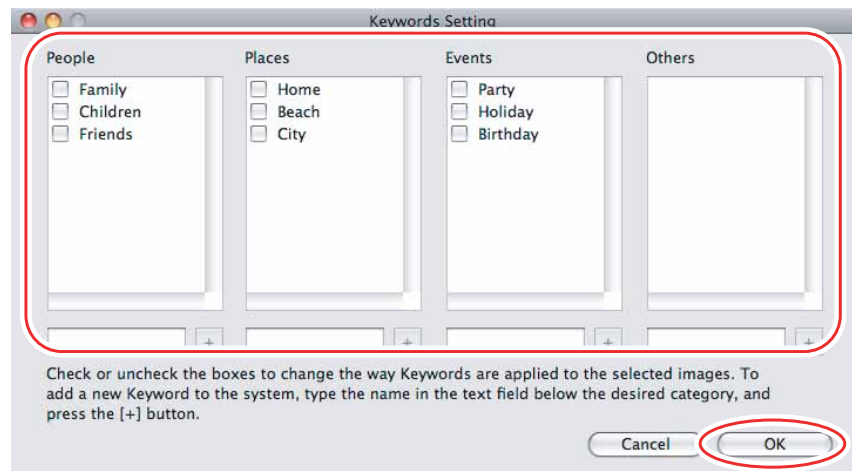 Keywords Setting
People
Places
Events
Others
Family
Children
Friends
Home
Beach
City
Party
Holiday
Birthday
+
+
+
+
Check or uncheck the boxes to change the way Keywords are applied to the selected images. To
add a new Keyword to the system, type the name in the text field below the desired category, and
press the [+] button.
Cancel
OK